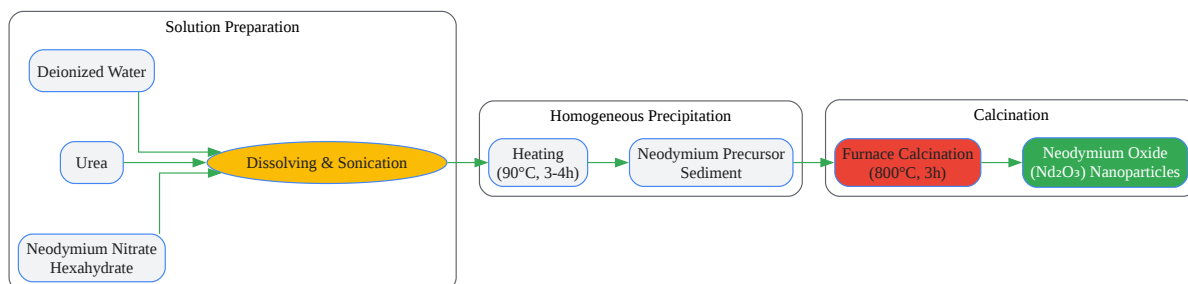 Solution Preparation
Deionized Water
Urea
Neodymium Nitrate
Hexahydrate
Dissolving & Sonication
Homogeneous Precipitation
Heating
(90°C, 3-4h)
Neodymium Precursor
Sediment
Calcination
Furnace Calcination
(800°C, 3h)
Neodymium Oxide
(Nd₂O₃) Nanoparticles